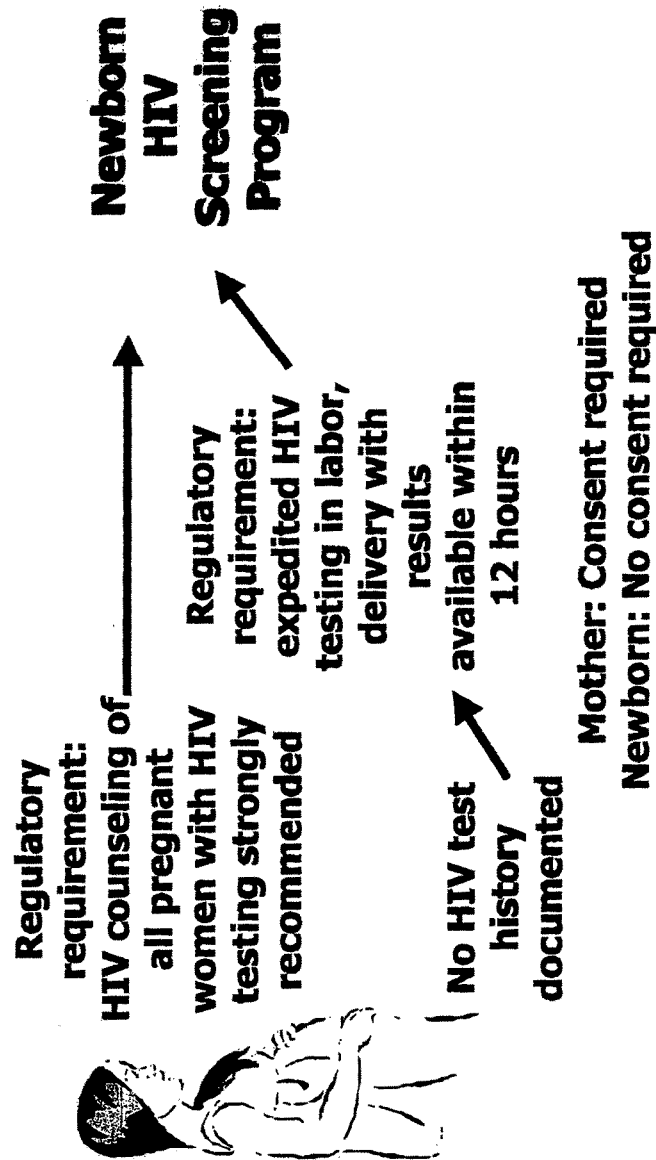 Regulatory
requirement:
HIV counseling of
all pregnant
women with HIV
testing strongly
recommended
No HIV test
history
documented
Regulatory
requirement:
expedited HIV
testing in labor,
delivery with
results
available within
12 hours
Newborn
HIV
Screening
Program
Mother: Consent required
Newborn: No consent required